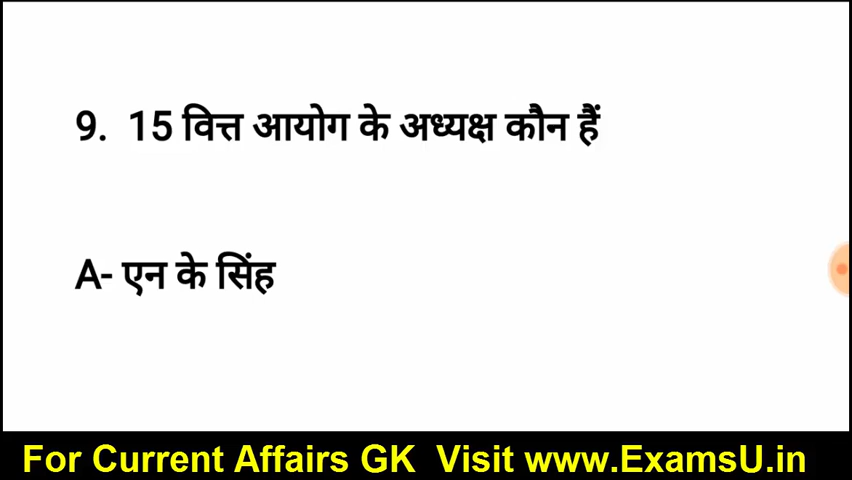 9. 15 वित्त आयोग के अध्यक्ष कौन हैं
A- एन के सिंह
For Current Affairs GK Visit www.ExamsU.in